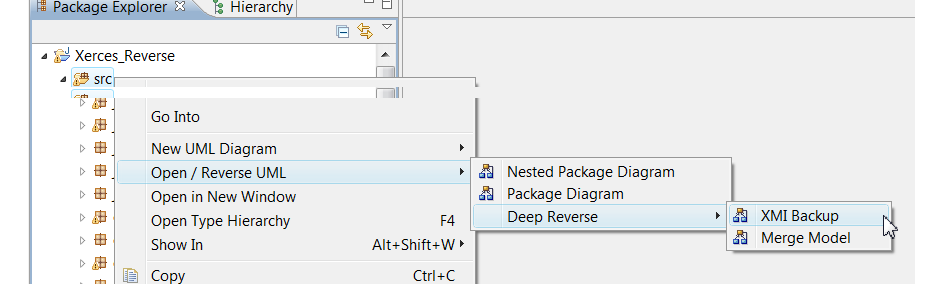 Package Explorer Hierarchy
Xerces_Reverse
src
Go Into
New UML Diagram
Open / Reverse UML
Open in New Window
Open Type Hierarchy F4
Show In Alt+Shift+W
Copy Ctrl+C
Nested Package Diagram
Package Diagram
Deep Reverse
XMI Backup
Merge Model